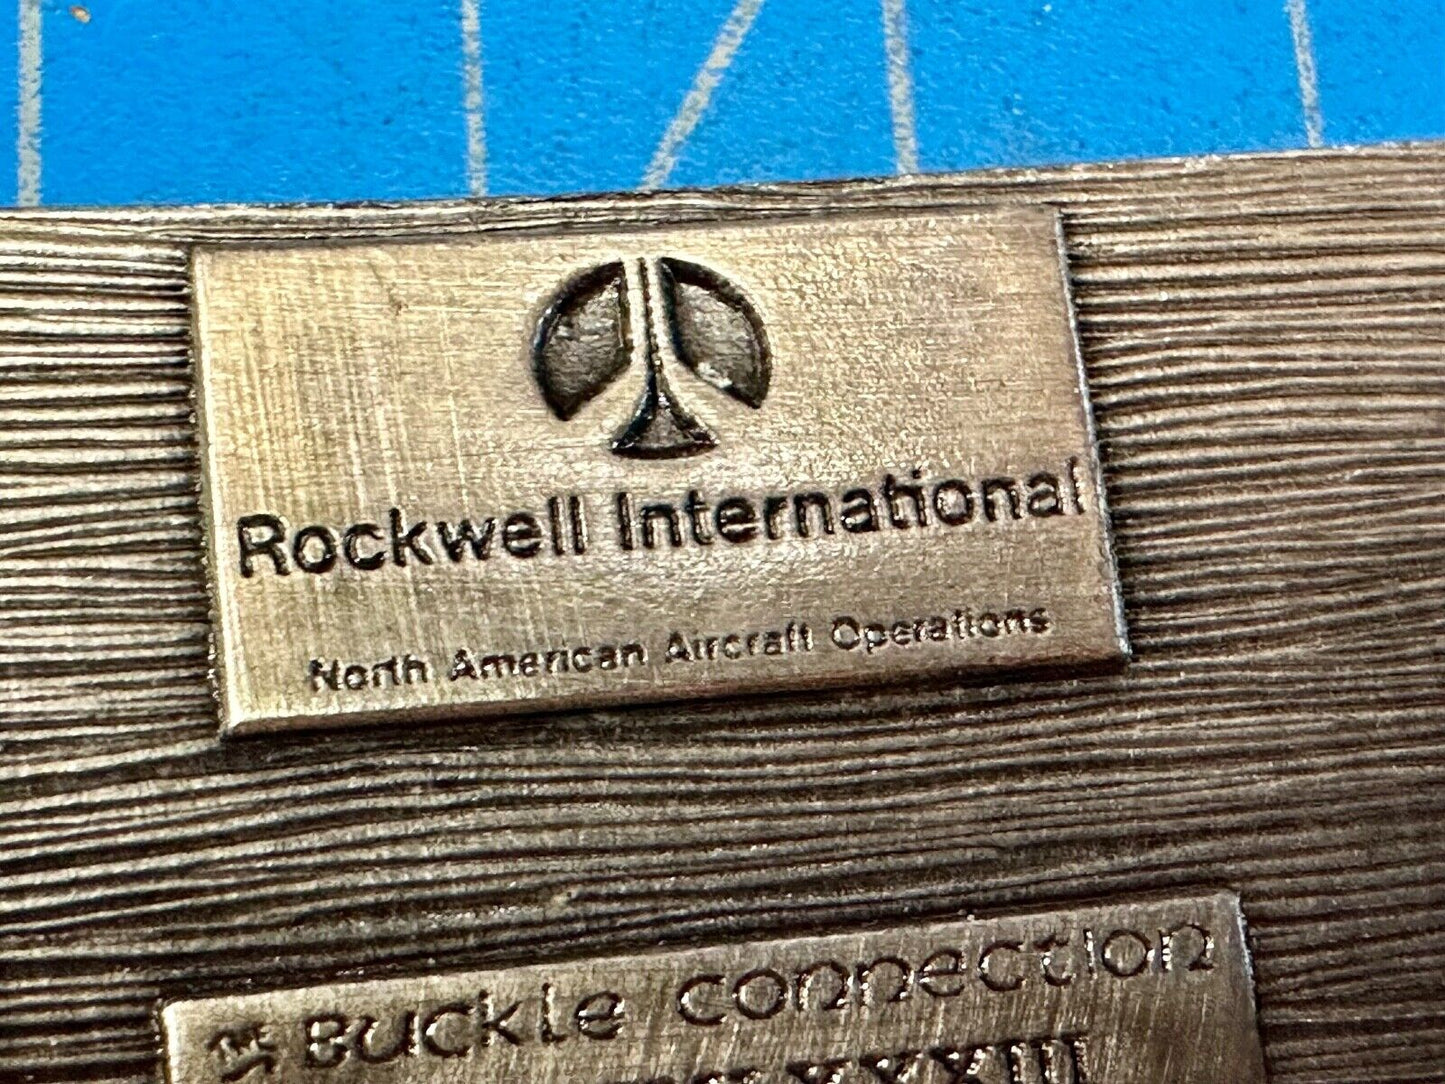 Rockwell International
North American Aircraft Operations
BUCKLE CONNECTION